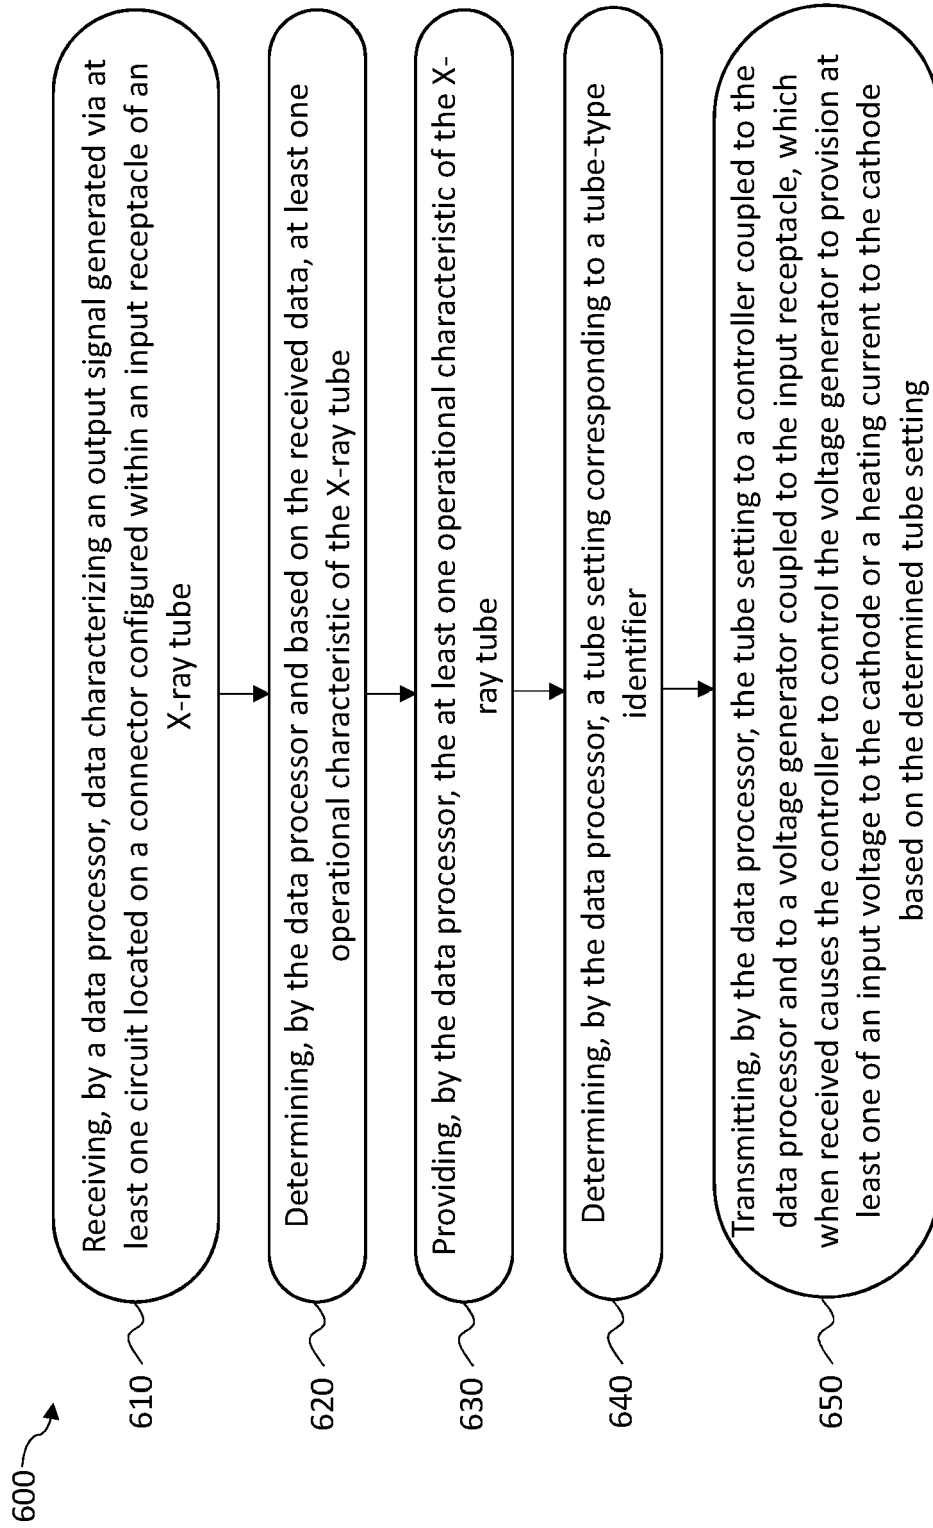 600
610
Receiving, by a data processor, data characterizing an output signal generated via at
least one circuit located on a connector configured within an input receptacle of an
X-ray tube
620
Determining, by the data processor and based on the received data, at least one
operational characteristic of the X-ray tube
630
Providing, by the data processor, the at least one operational characteristic of the X-
ray tube
640
Determining, by the data processor, a tube setting corresponding to a tube-type
identifier
650
Transmitting, by the data processor, the tube setting to a controller coupled to the
data processor and to a voltage generator coupled to the input receptacle, which
when received causes the controller to control the voltage generator to provision at
least one of an input voltage to the cathode or a heating current to the cathode
based on the determined tube setting